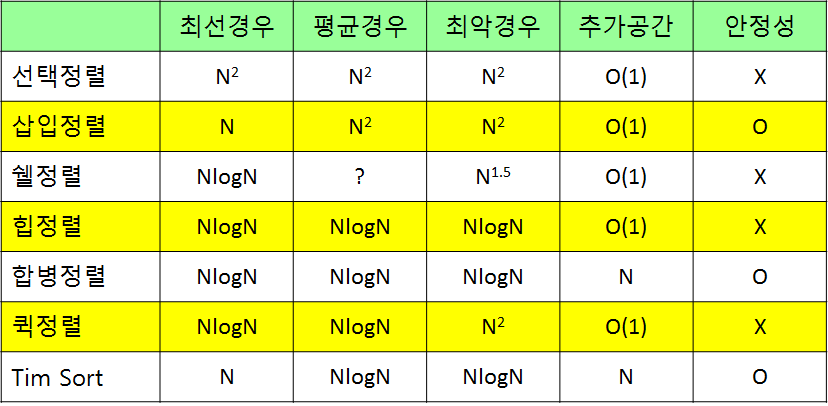 최선경우 평균경우 최악경우 추가공간 안정성
선택정렬 N² N² N² O(1) X
삽입정렬 N N² N² O(1) O
쉘정렬 NlogN ? N¹·⁵ O(1) X
힙정렬 NlogN NlogN NlogN O(1) X
합병정렬 NlogN NlogN NlogN N O
퀵정렬 NlogN NlogN N² O(1) X
Tim Sort N NlogN NlogN N O